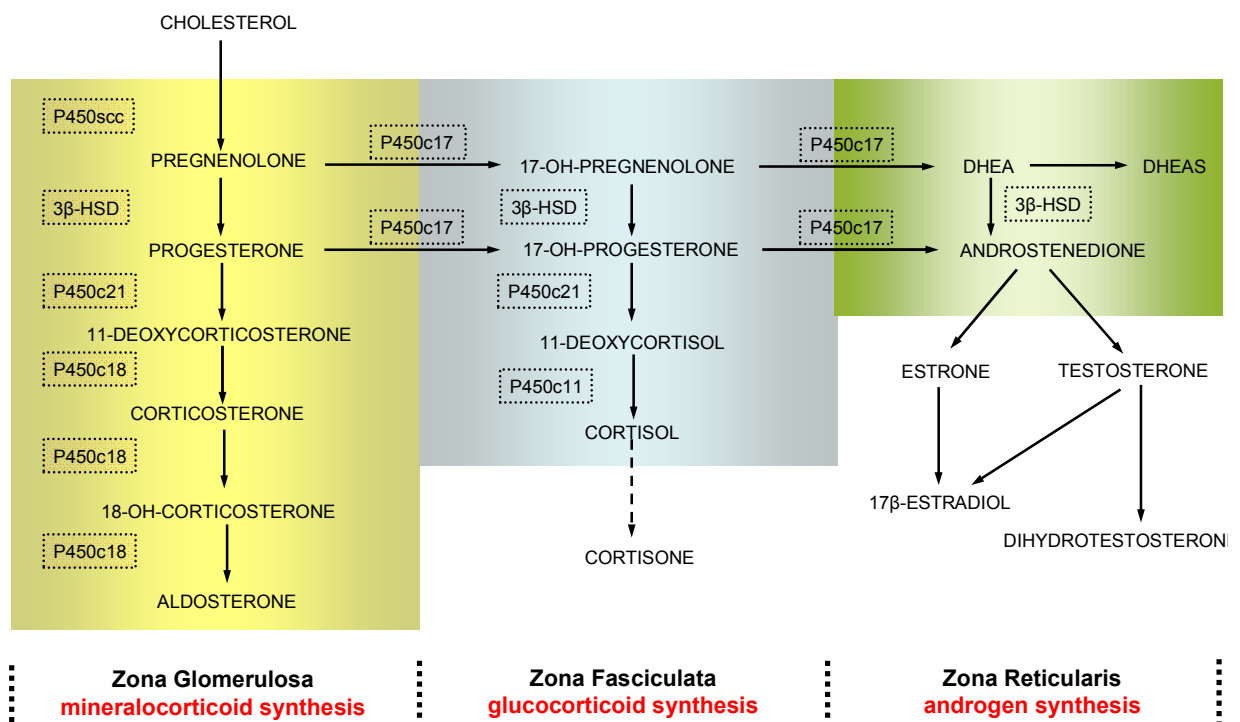 CHOLESTEROL
P450scc
P450c17
P450c17
PREGNENOLONE
17-OH-PREGNENOLONE
DHEA
DHEAS
3β-HSD
3β-HSD
3β-HSD
P450c17
P450c17
PROGESTERONE
17-OH-PROGESTERONE
ANDROSTENEDIONE
P450c21
P450c21
11-DEOXYCORTICOSTERONE
11-DEOXYCORTISOL
P450c18
P450c11
ESTRONE
TESTOSTERONE
CORTICOSTERONE
CORTISOL
P450c18
18-OH-CORTICOSTERONE
17β-ESTRADIOL
P450c18
CORTISONE
DIHYDROTESTOSTERON
ALDOSTERONE
Zona Glomerulosa
mineralocorticoid synthesis
Zona Fasciculata
glucocorticoid synthesis
Zona Reticularis
androgen synthesis